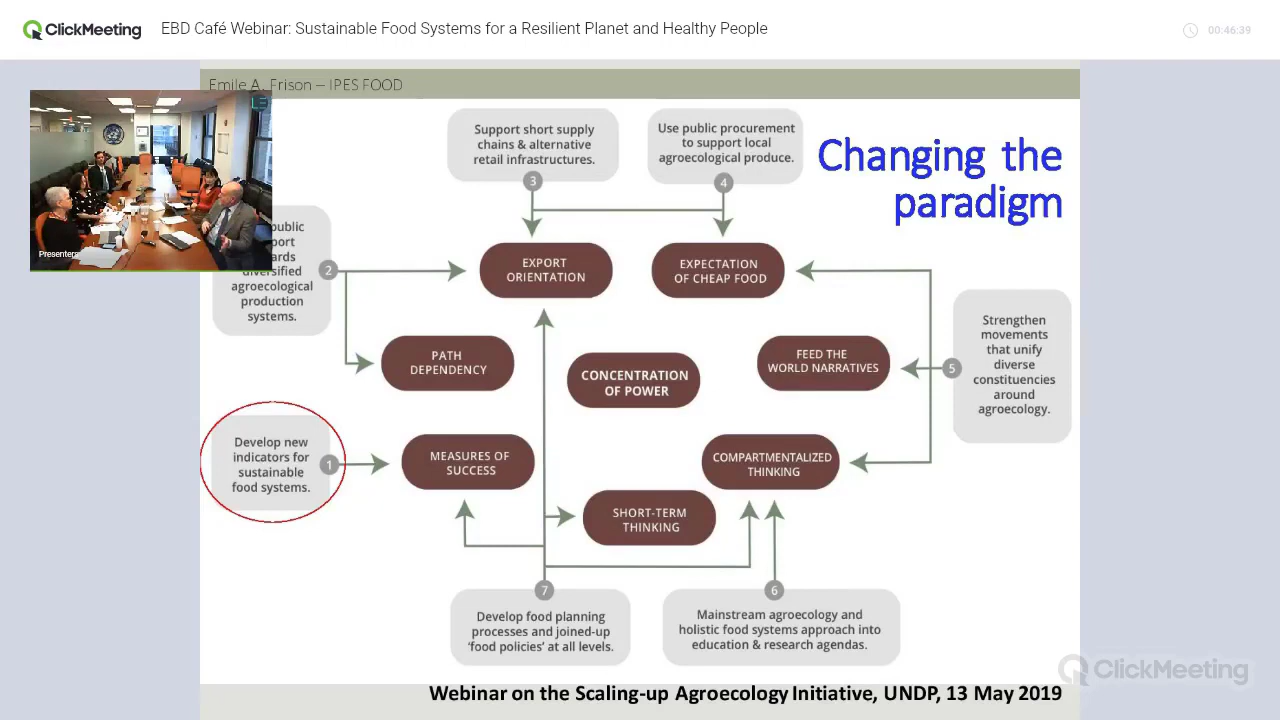 ClickMeeting
EBD Café Webinar: Sustainable Food Systems for a Resilient Planet and Healthy People
00:46:39
Emile A. Frison – IPES FOOD
Changing the
paradigm
Support short supply
chains & alternative
retail infrastructures.
3
Use public procurement
to support local
agroecological produce.
4
Presenter
public
diversified
agroecological
production
systems.
2
EXPORT
ORIENTATION
EXPECTATION
OF CHEAP FOOD
PATH
DEPENDENCY
CONCENTRATION
OF POWER
FEED THE
WORLD NARRATIVES
Strengthen
movements
that unify
diverse
constituencies
around
agroecology.
5
Develop new
indicators for
sustainable
food systems.
1
MEASURES OF
SUCCESS
COMPARTMENTALIZED
THINKING
SHORT-TERM
THINKING
7
Develop food planning
processes and joined-up
‘food policies’ at all levels.
6
Mainstream agroecology and
holistic food systems approach into
education & research agendas.
ClickMeeting
Webinar on the Scaling-up Agroecology Initiative, UNDP, 13 May 2019